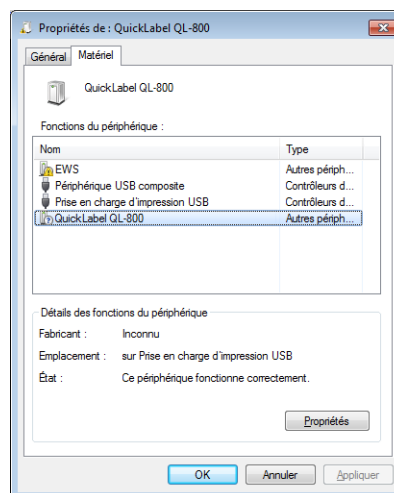 Propriétés de : QuickLabel QL-800
Général Matériel
QuickLabel QL-800
Fonctions du périphérique :
Nom Type
EWS Autres périph...
Périphérique USB composite Contrôleurs d...
Prise en charge d'impression USB Contrôleurs d...
QuickLabel QL-800 Autres périph...
Détails des fonctions du périphérique
Fabricant : Inconnu
Emplacement : sur Prise en charge d'impression USB
État : Ce périphérique fonctionne correctement.
Propriétés
OK Annuler Appliquer